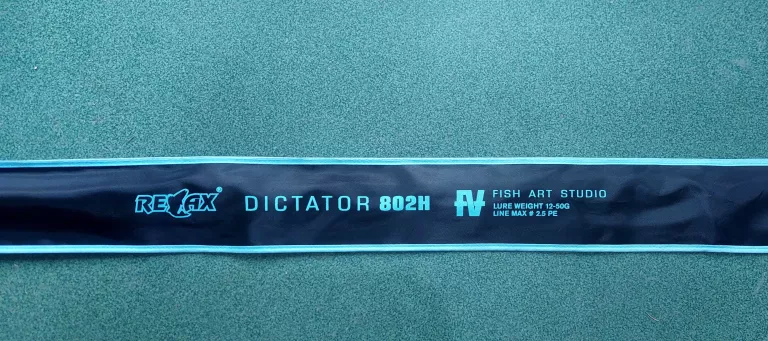 RELAX®
DICTATOR 802H
FISH ART STUDIO
LURE WEIGHT 12-50G
LINE MAX # 2.5 PE